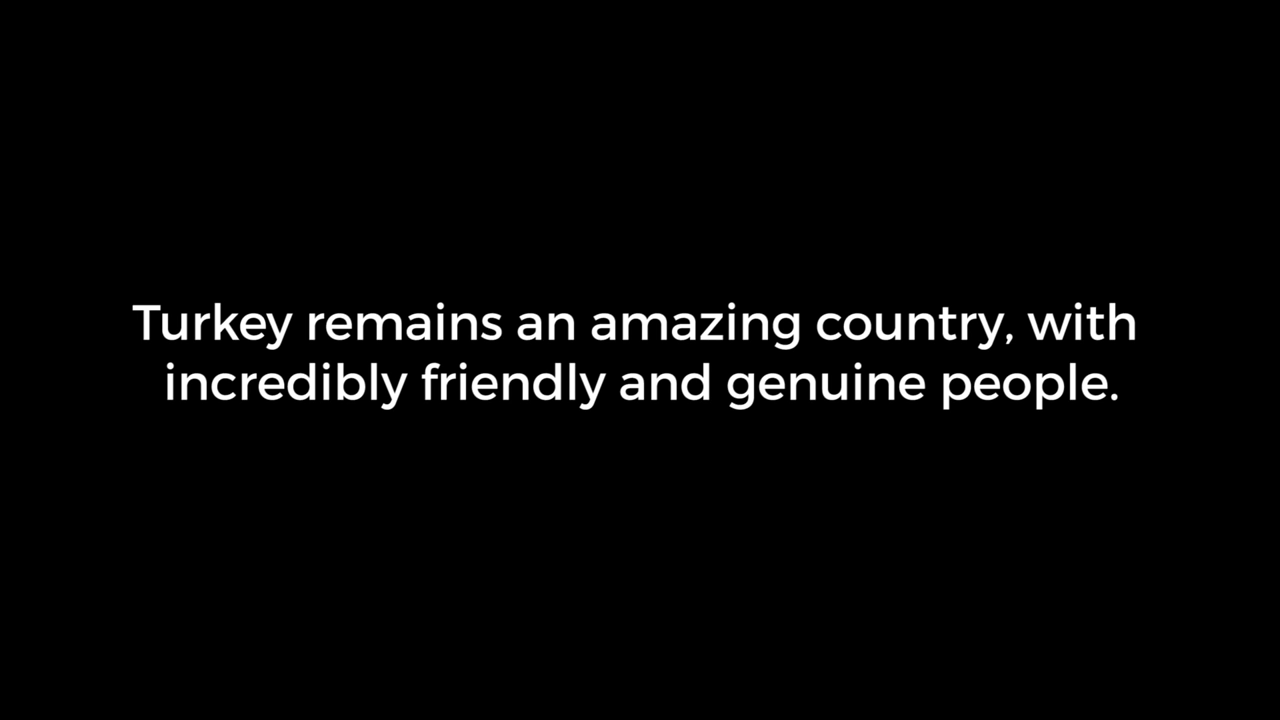 Turkey remains an amazing country, with
incredibly friendly and genuine people.